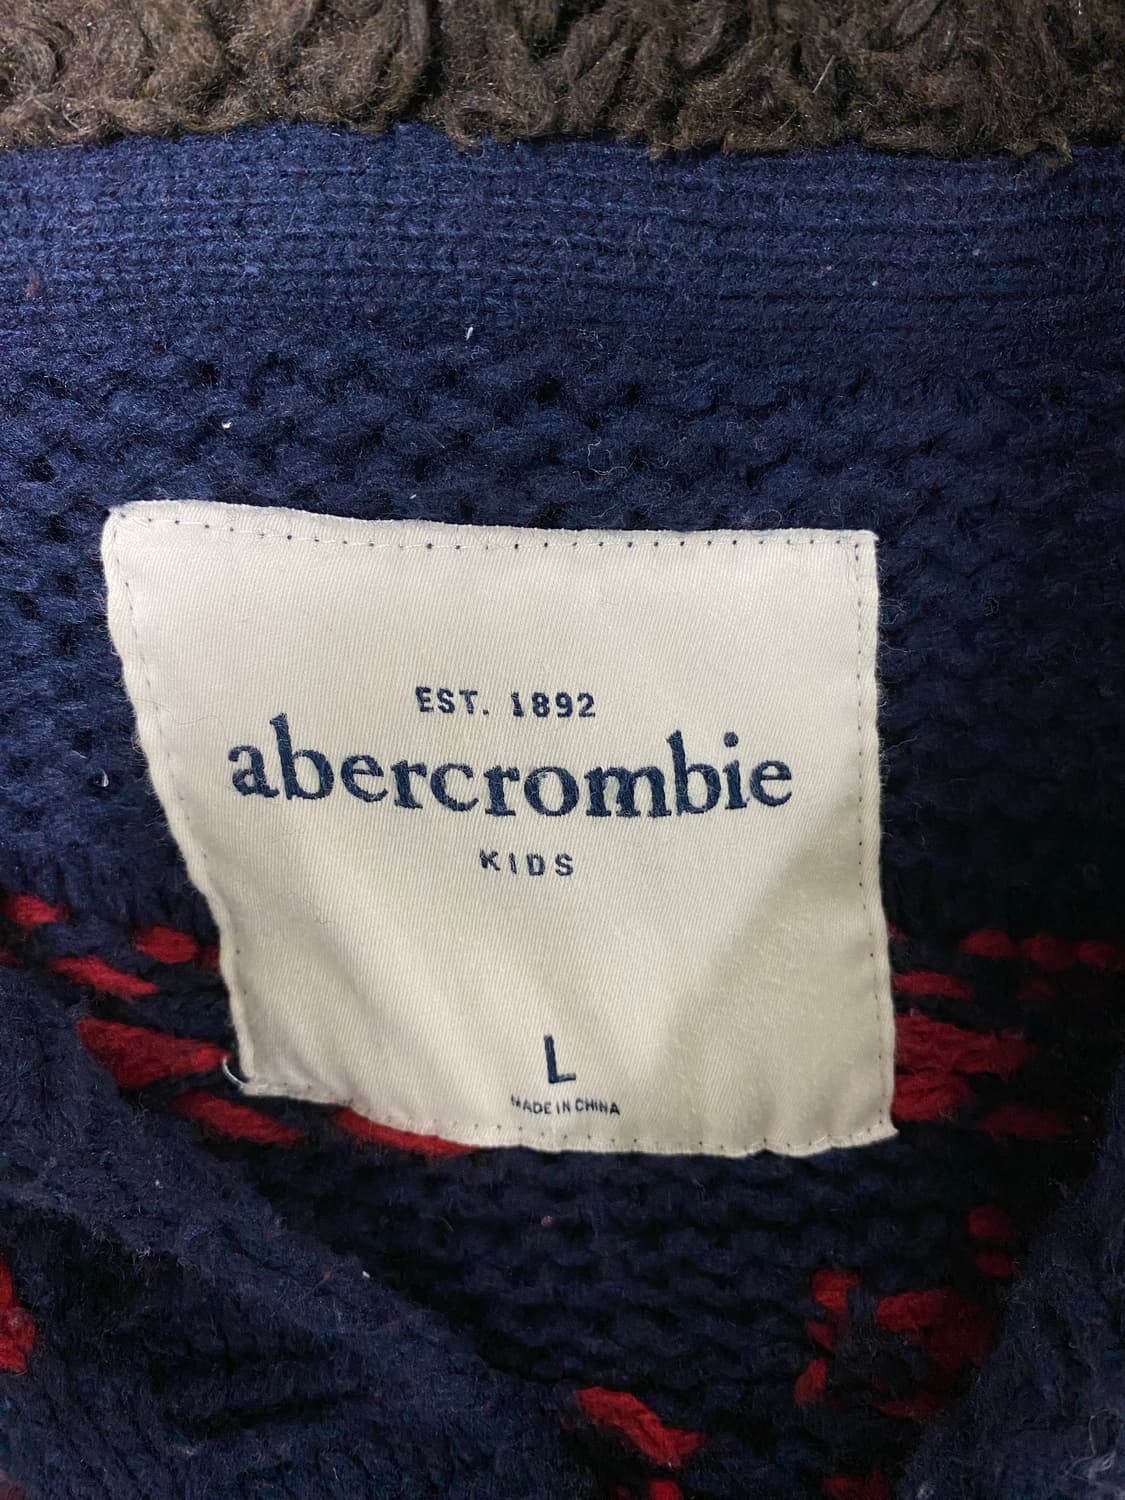 EST. 1892
abercrombie
KIDS
L
MADE IN CHINA